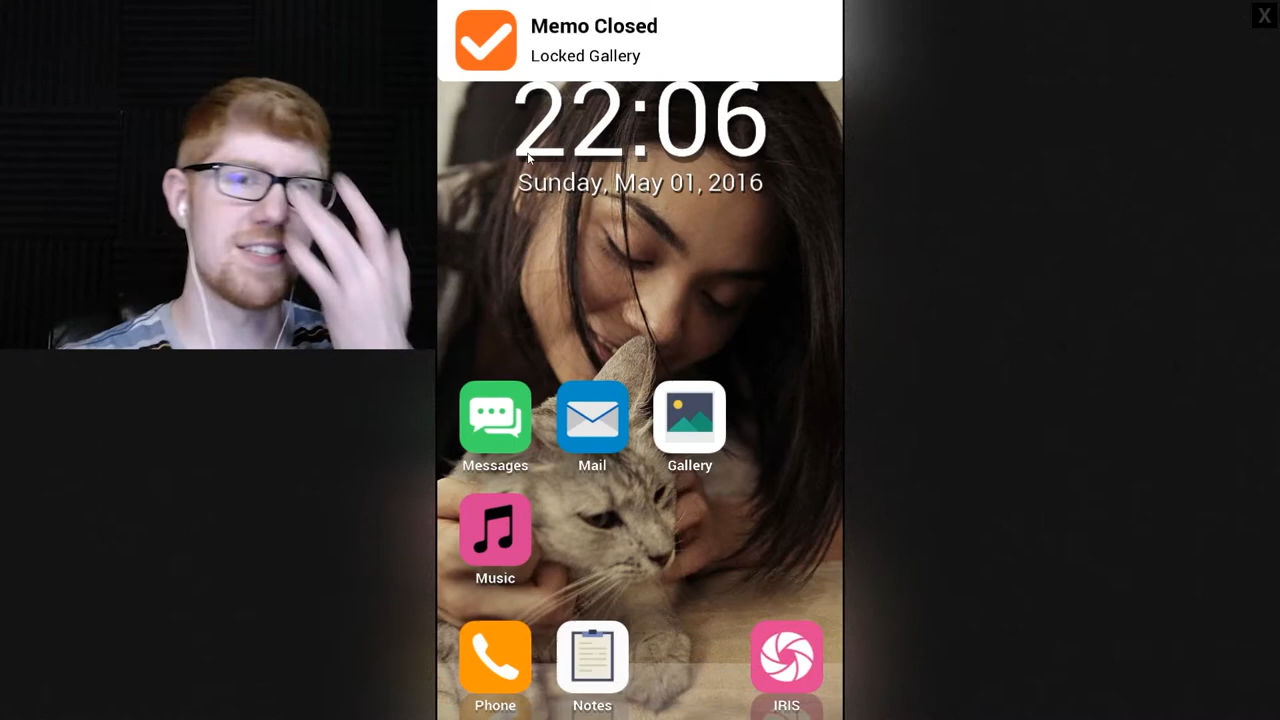 Memo Closed
Locked Gallery
X
22:06
Sunday, May 01, 2016
Messages
Mail
Gallery
Music
Phone
Notes
IRIS